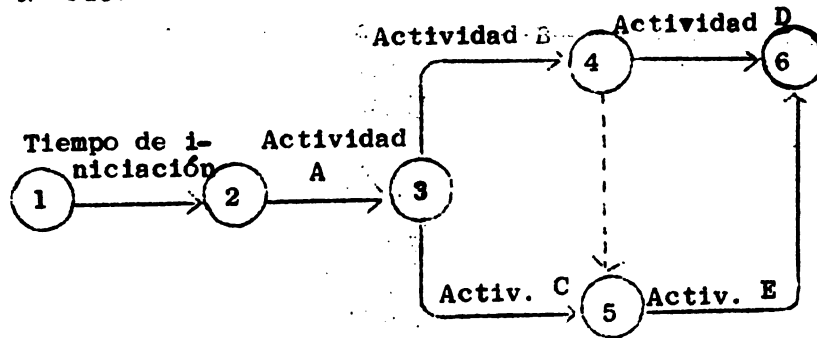 Actividad B
Actividad D
4
6
Tiempo de i-
niciación
Actividad
A
1
2
3
Activ. C
5
Activ. E